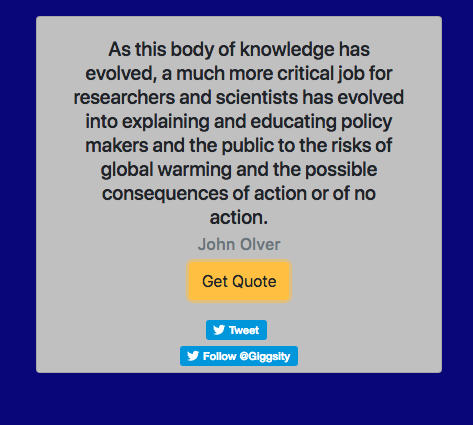 As this body of knowledge has
evolved, a much more critical job for
researchers and scientists has evolved
into explaining and educating policy
makers and the public to the risks of
global warming and the possible
consequences of action or of no
action.
John Olver
Get Quote
Tweet
Follow @Giggsity